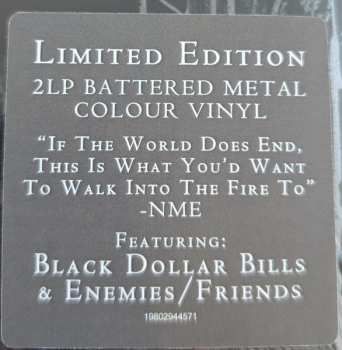 LIMITED EDITION
2LP BATTERED METAL
COLOUR VINYL
“IF THE WORLD DOES END,
THIS IS WHAT YOU’D WANT
TO WALK INTO THE FIRE TO”
-NME
FEATURING:
BLACK DOLLAR BILLS
& ENEMIES/FRIENDS
19802944571